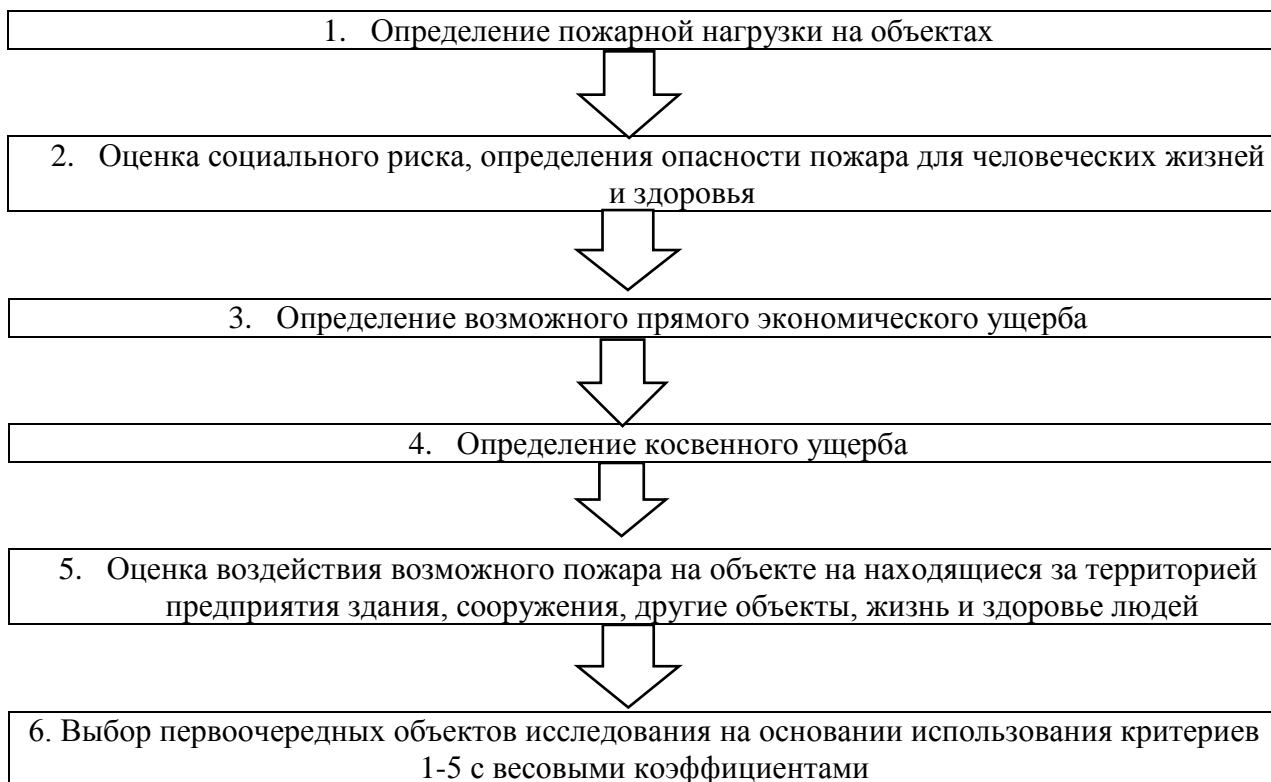 1. Определение пожарной нагрузки на объектах
2. Оценка социального риска, определения опасности пожара для человеческих жизней
и здоровья
3. Определение возможного прямого экономического ущерба
4. Определение косвенного ущерба
5. Оценка воздействия возможного пожара на объекте на находящиеся за территорией
предприятия здания, сооружения, другие объекты, жизнь и здоровье людей
6. Выбор первоочередных объектов исследования на основании использования критериев
1-5 с весовыми коэффициентами